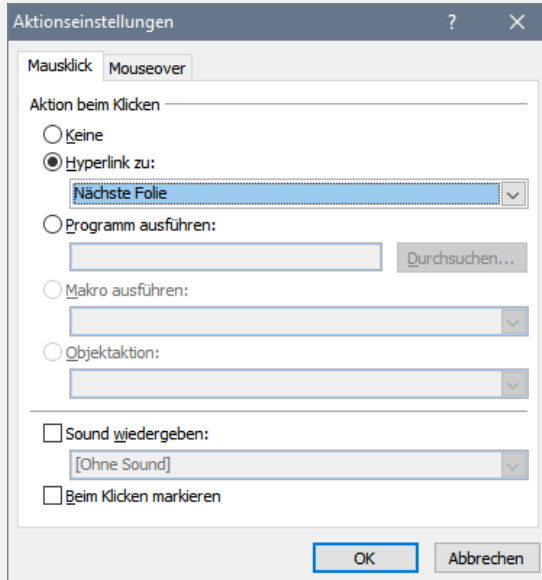 Aktionseinstellungen ? ×
Mausklick Mouseover
Aktion beim Klicken
Keine
Hyperlink zu:
Nächste Folie
Programm ausführen:
Durchsuchen...
Makro ausführen:
Objektaktion:
Sound wiedergeben:
[Ohne Sound]
Beim Klicken markieren
OK Abbrechen